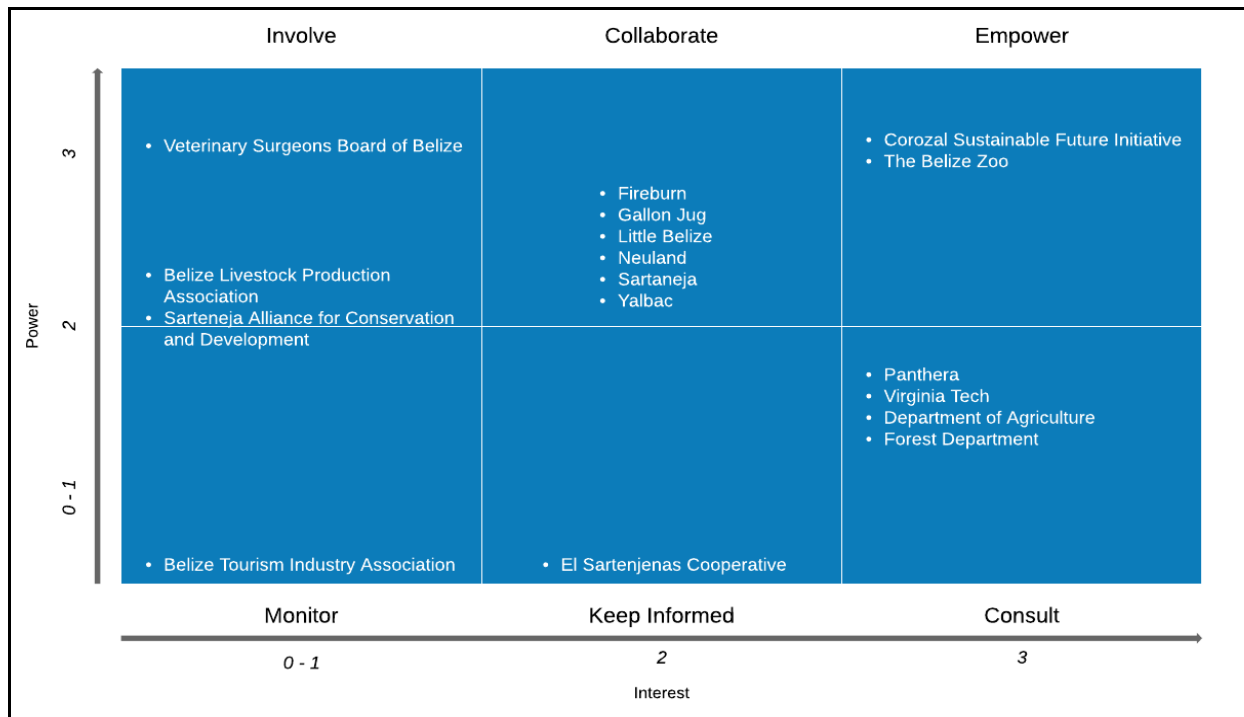 Involve
Collaborate
Empower
3
• Veterinary Surgeons Board of Belize
• Corozal Sustainable Future Initiative
• The Belize Zoo
• Fireburn
• Gallon Jug
• Little Belize
• Neuland
• Sartaneja
• Yalbac
• Belize Livestock Production
Association
• Sarteneja Alliance for Conservation
and Development
Power
2
• Panthera
• Virginia Tech
• Department of Agriculture
• Forest Department
0 - 1
• Belize Tourism Industry Association
• El Sartenjenas Cooperative
Monitor
Keep Informed
Consult
0 - 1
2
3
Interest